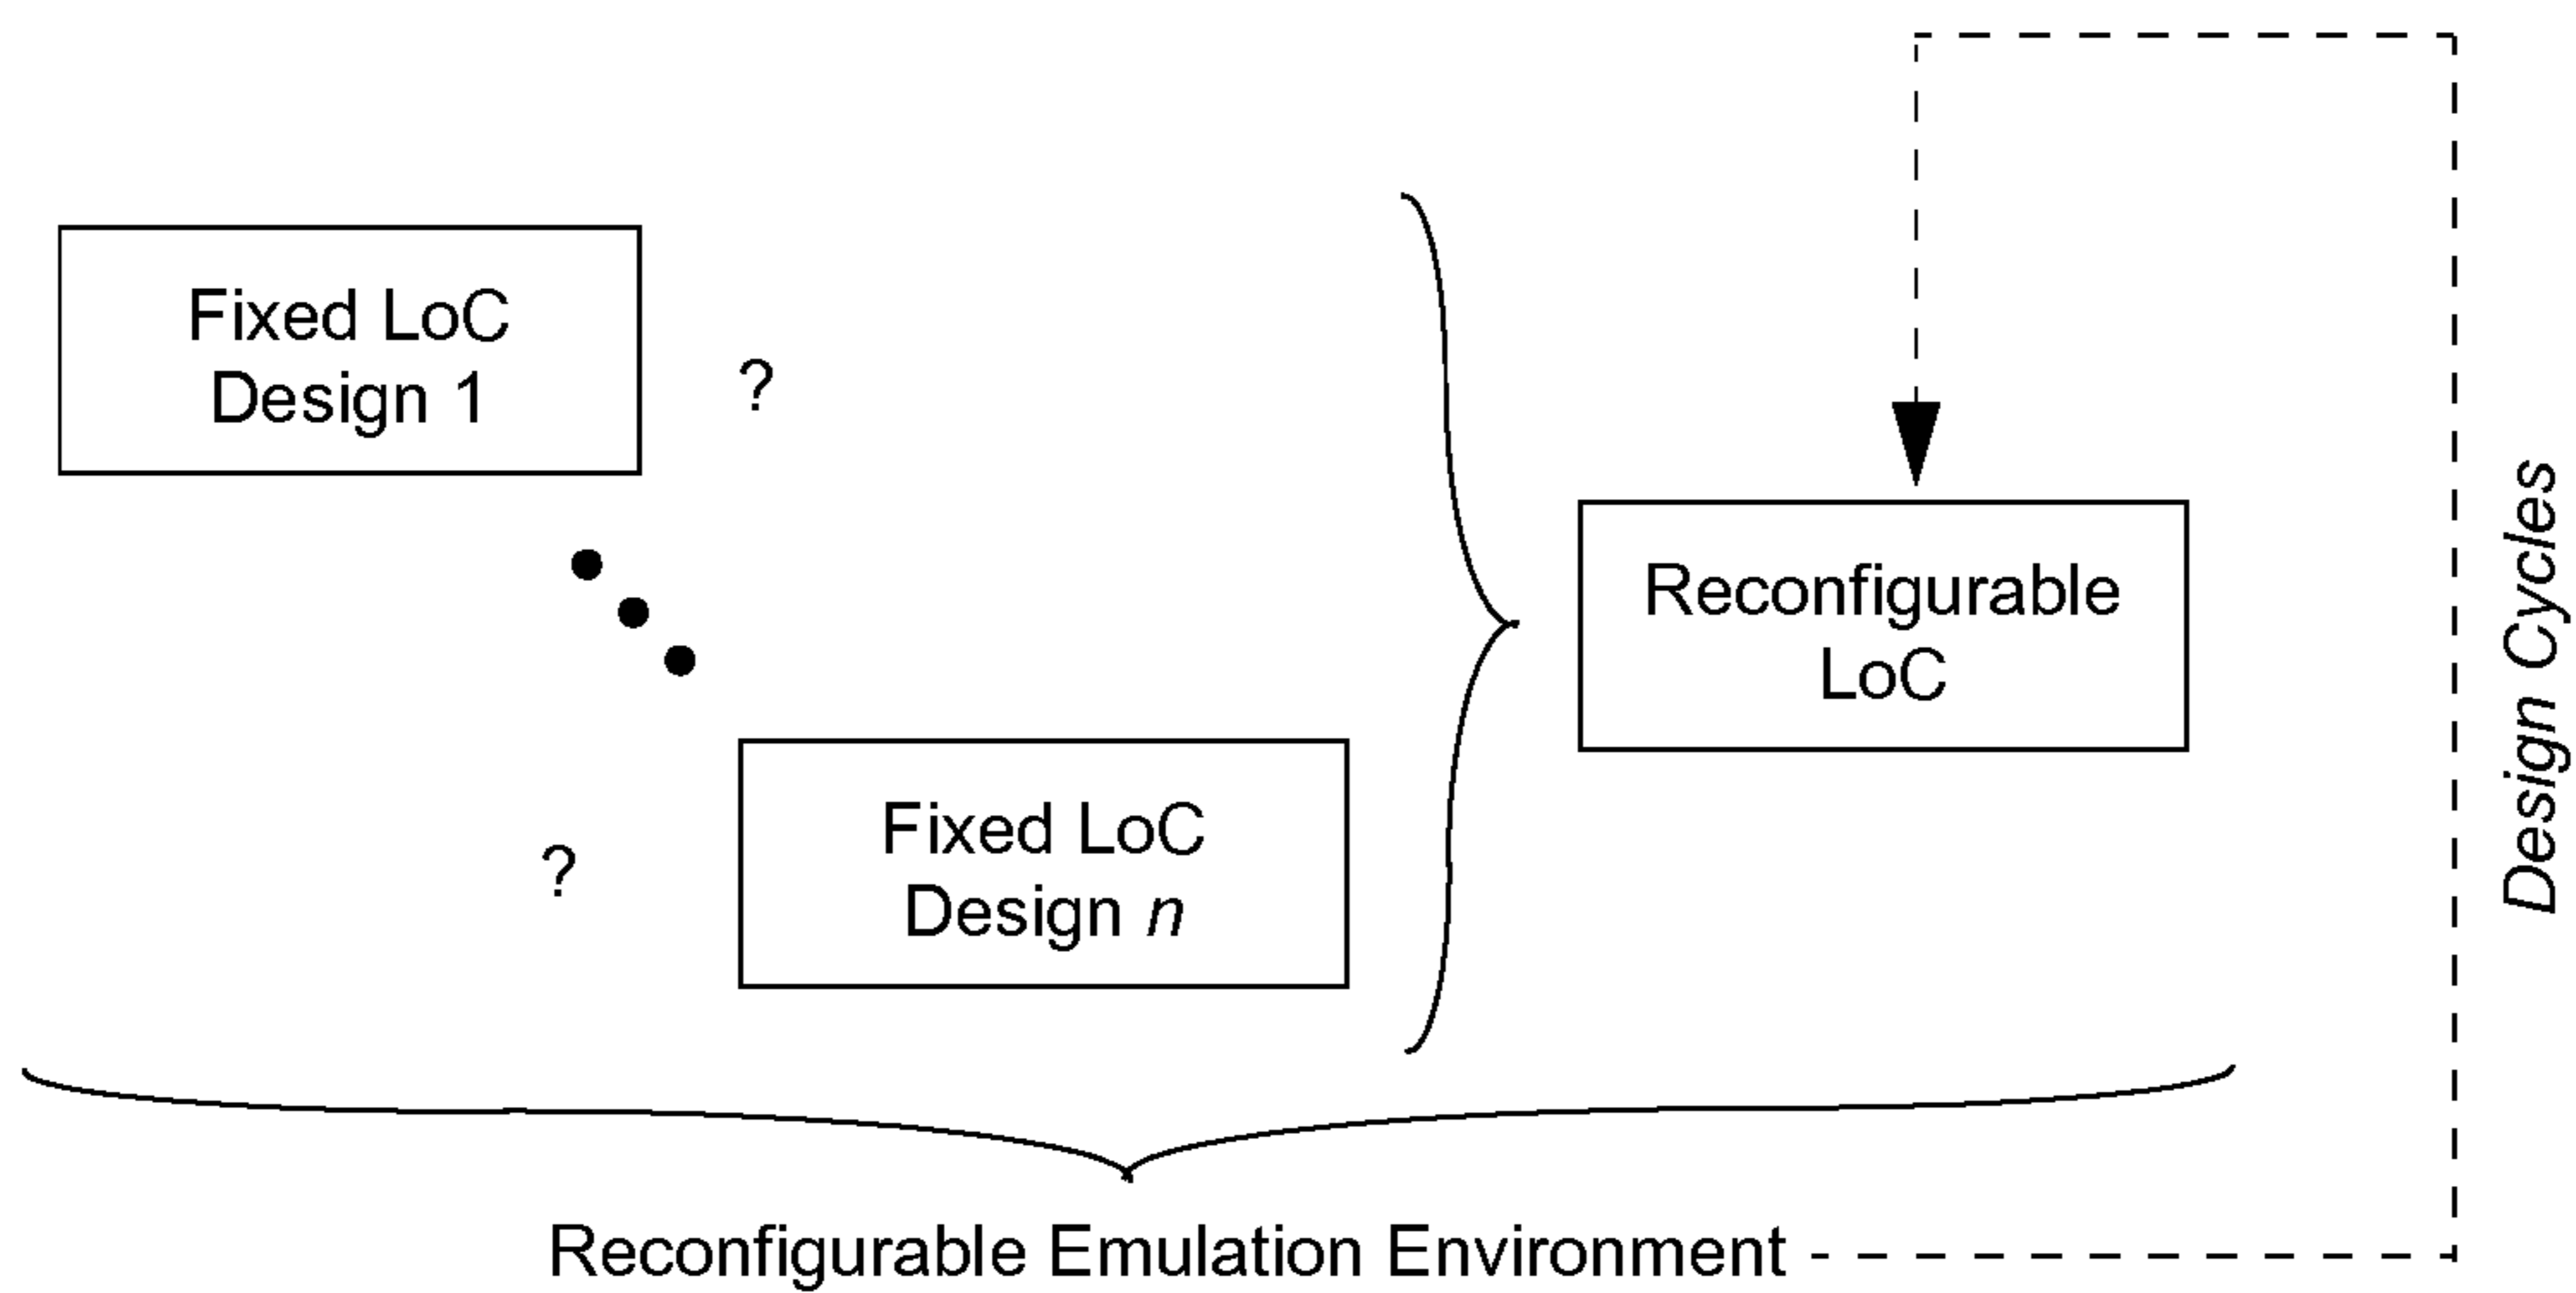 Fixed LoC
Design 1
?
?
Fixed LoC
Design n
Reconfigurable
LoC
Design Cycles
Reconfigurable Emulation Environment